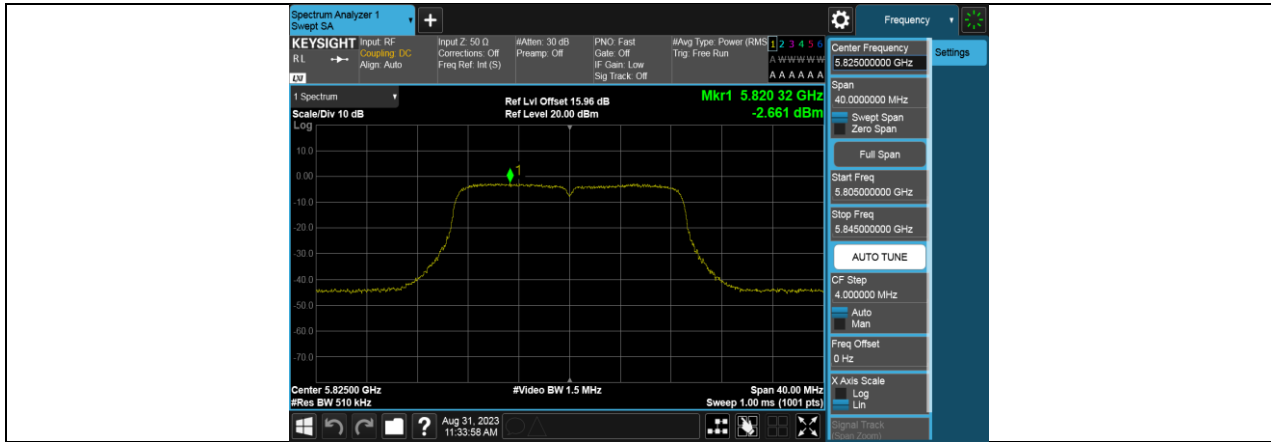 Spectrum Analyzer 1
Swept SA
+
Frequency
KEYSIGHT
R L
LXI
Input: RF
Coupling: DC
Align: Auto
Input Z: 50 Ω
Corrections: Off
Freq Ref: Int (S)
#Atten: 30 dB
Preamp: Off
PNO: Fast
Gate: Off
IF Gain: Low
Sig Track: Off
#Avg Type: Power (RMS
Trig: Free Run
1 2 3 4 5 6
A W W W W W
A A A A A A
1 Spectrum
Scale/Div 10 dB
Log
Ref Lvl Offset 15.96 dB
Ref Level 20.00 dBm
Mkr1 5.820 32 GHz
-2.661 dBm
10.0
0.00
-10.0
-20.0
-30.0
-40.0
-50.0
-60.0
-70.0
1
Center 5.82500 GHz
#Res BW 510 kHz
#Video BW 1.5 MHz
Span 40.00 MHz
Sweep 1.00 ms (1001 pts)
?
Aug 31, 2023
11:33:58 AM
Center Frequency
5.825000000 GHz
Settings
Span
40.0000000 MHz
Swept Span
Zero Span
Full Span
Start Freq
5.805000000 GHz
Stop Freq
5.845000000 GHz
AUTO TUNE
CF Step
4.000000 MHz
Auto
Man
Freq Offset
0 Hz
X Axis Scale
Log
Lin
Signal Track
(Span Zoom)